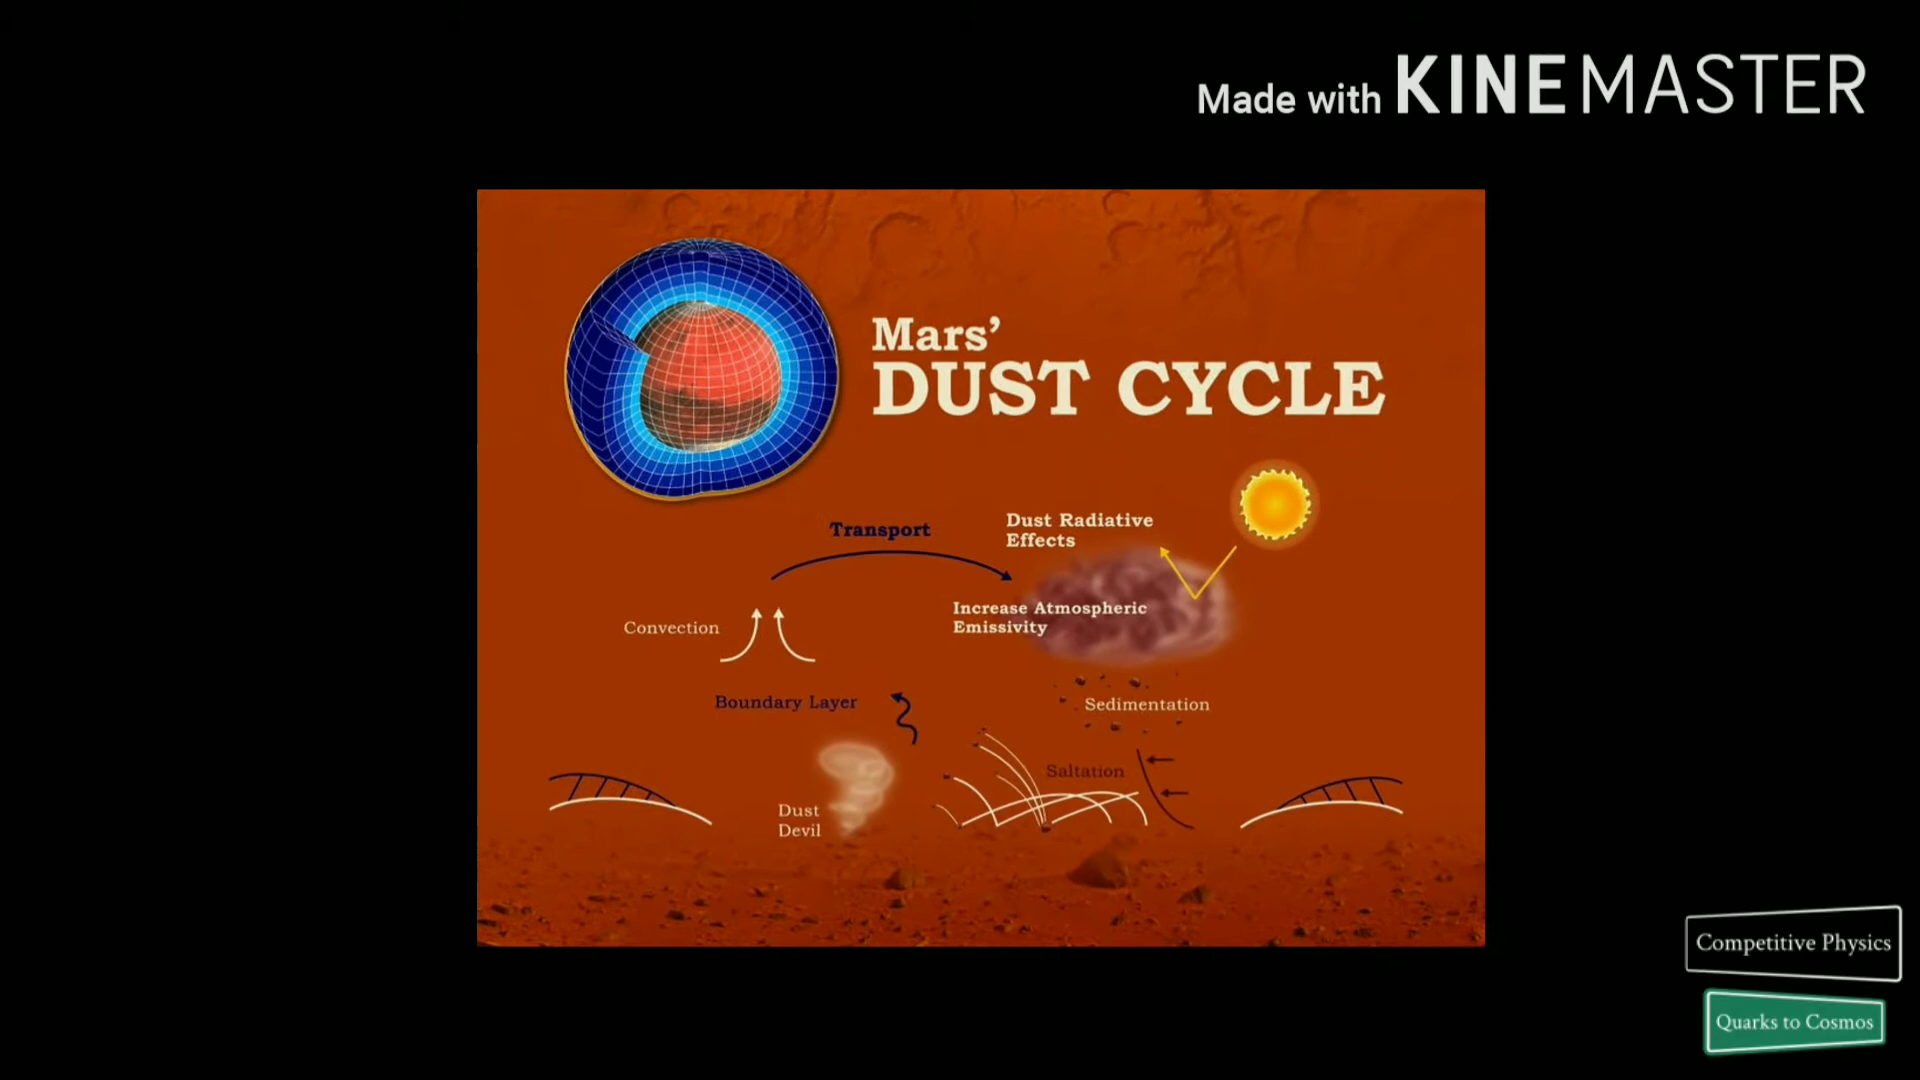 Made with KINEMASTER
Mars'
DUST CYCLE
Transport
Dust Radiative
Effects
Increase Atmospheric
Emissivity
Convection
Boundary Layer
Sedimentation
Saltation
Dust
Devil
Competitive Physics
Quarks to Cosmos